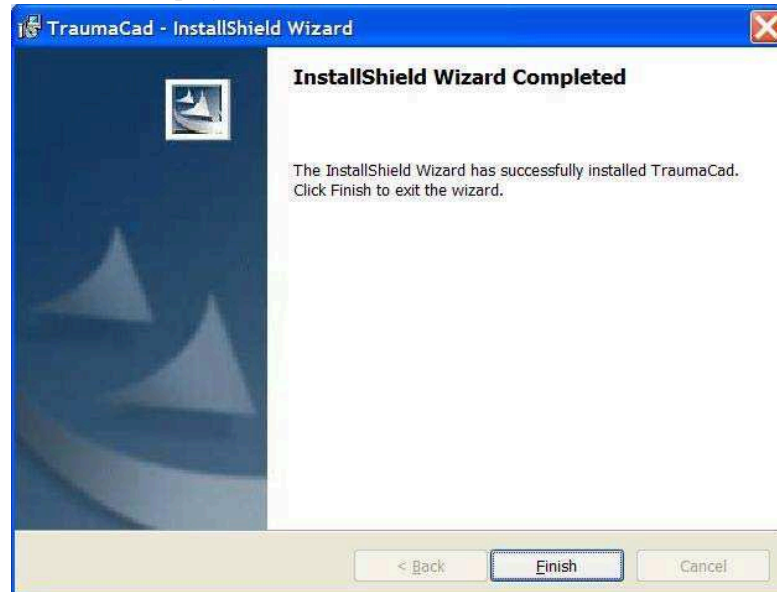 TraumaCad - InstallShield Wizard
InstallShield Wizard Completed
The InstallShield Wizard has successfully installed TraumaCad.
Click Finish to exit the wizard.
< Back
Finish
Cancel